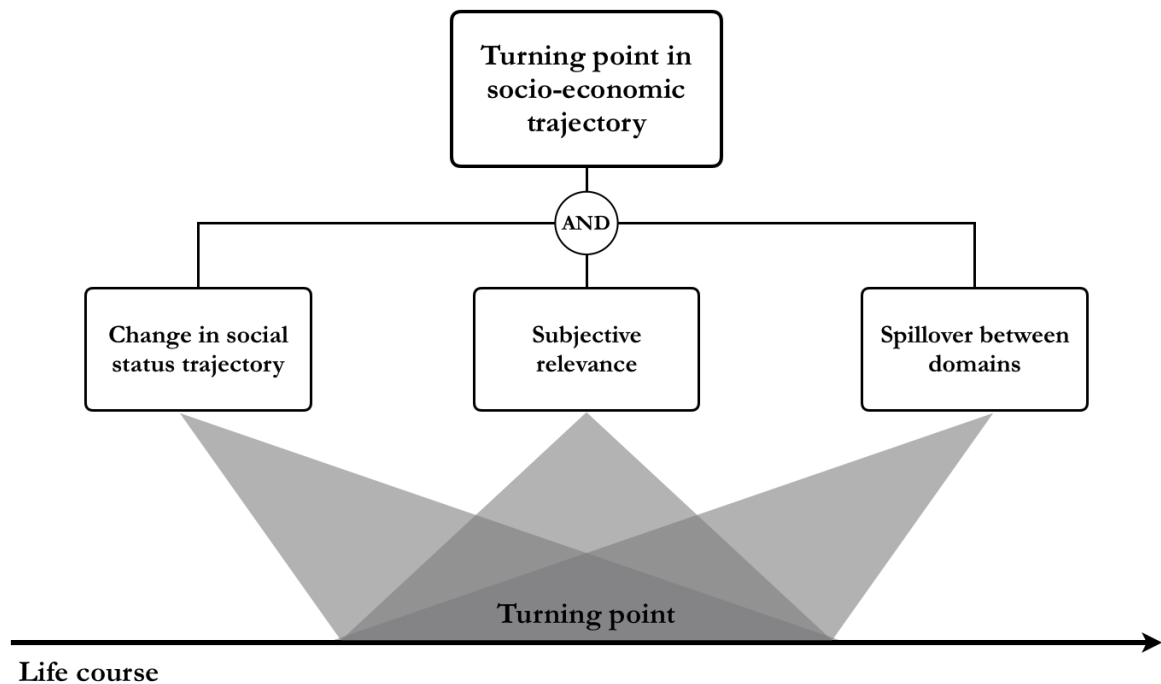 Turning point in
socio-economic
trajectory
AND
Change in social
status trajectory
Subjective
relevance
Spillover between
domains
Turning point
Life course